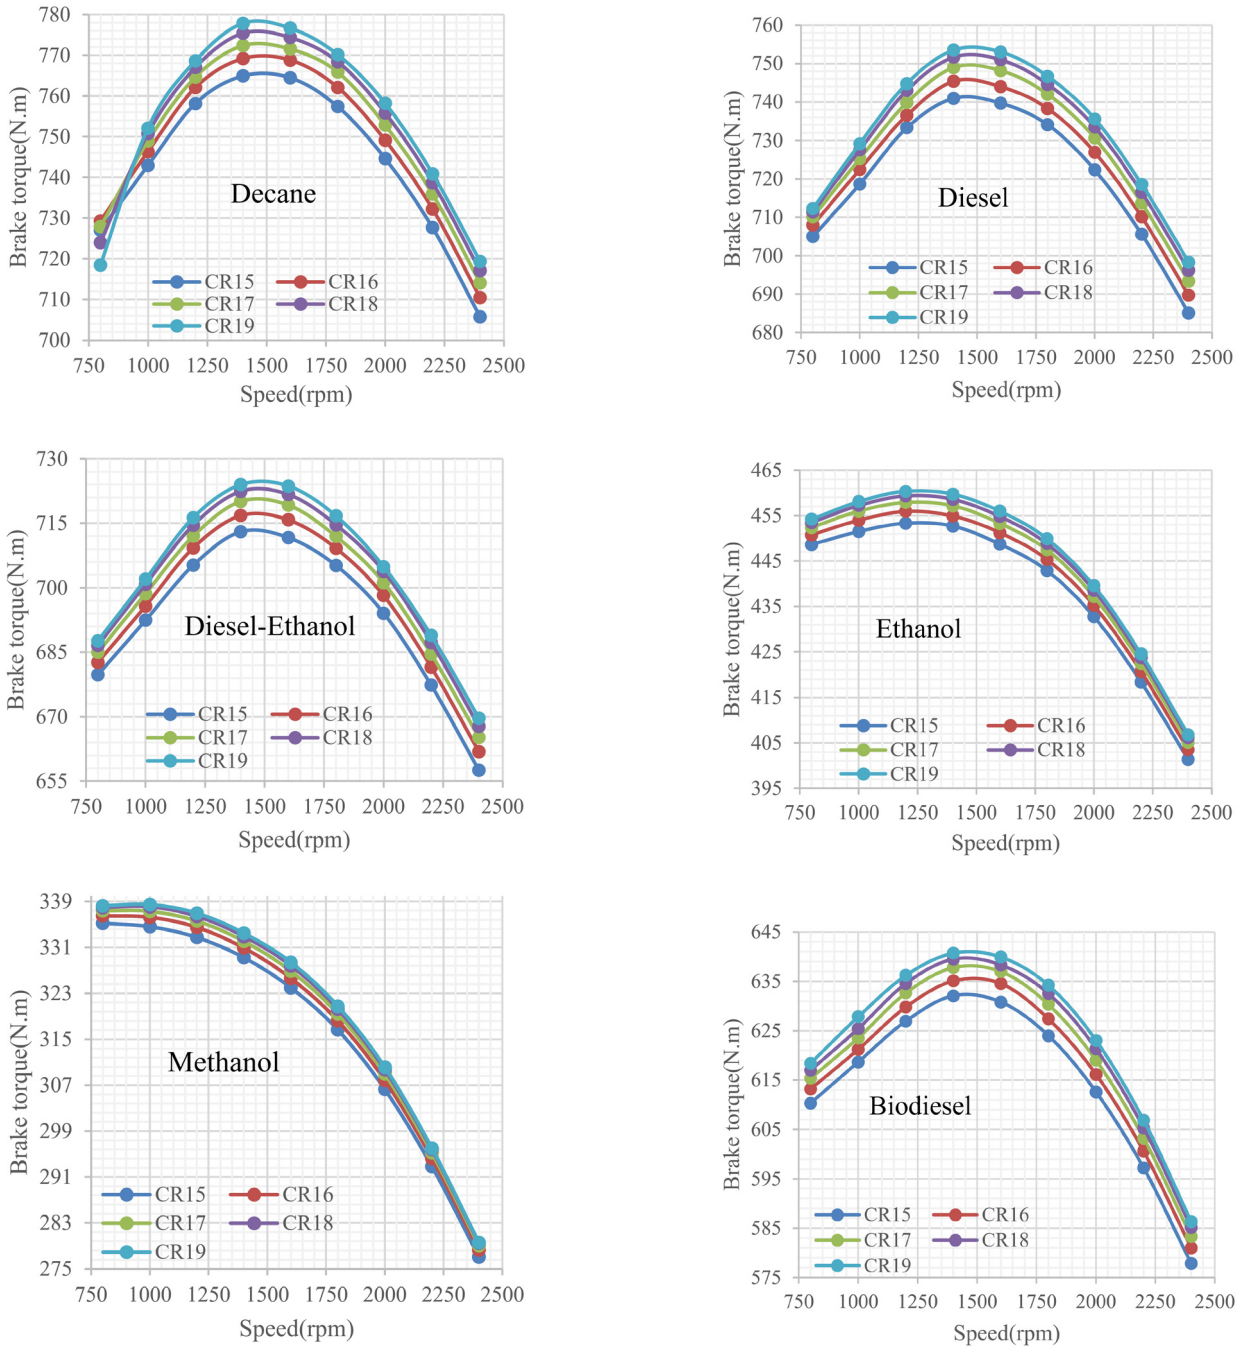 780
770
760
750
740
730
720
710
700
Brake torque(N.m)
Decane
CR15 CR16
CR17 CR18
CR19
750 1000 1250 1500 1750 2000 2250 2500
Speed(rpm)
760
750
740
730
720
710
700
690
680
Brake torque(N.m)
Diesel
CR15 CR16
CR17 CR18
CR19
750 1000 1250 1500 1750 2000 2250 2500
Speed(rpm)
730
715
700
685
670
655
Brake torque(N.m)
Diesel-Ethanol
CR15 CR16
CR17 CR18
CR19
750 1000 1250 1500 1750 2000 2250 2500
Speed(rpm)
465
455
445
435
425
415
405
395
Brake torque(N.m)
Ethanol
CR15 CR16
CR17 CR18
CR19
750 1000 1250 1500 1750 2000 2250 2500
Speed(rpm)
339
331
323
315
307
299
291
283
275
Brake torque(N.m)
Methanol
CR15 CR16
CR17 CR18
CR19
750 1000 1250 1500 1750 2000 2250 2500
Speed(rpm)
645
635
625
615
605
595
585
575
Brake torque(N.m)
Biodiesel
CR15 CR16
CR17 CR18
CR19
750 1000 1250 1500 1750 2000 2250 2500
Speed(rpm)